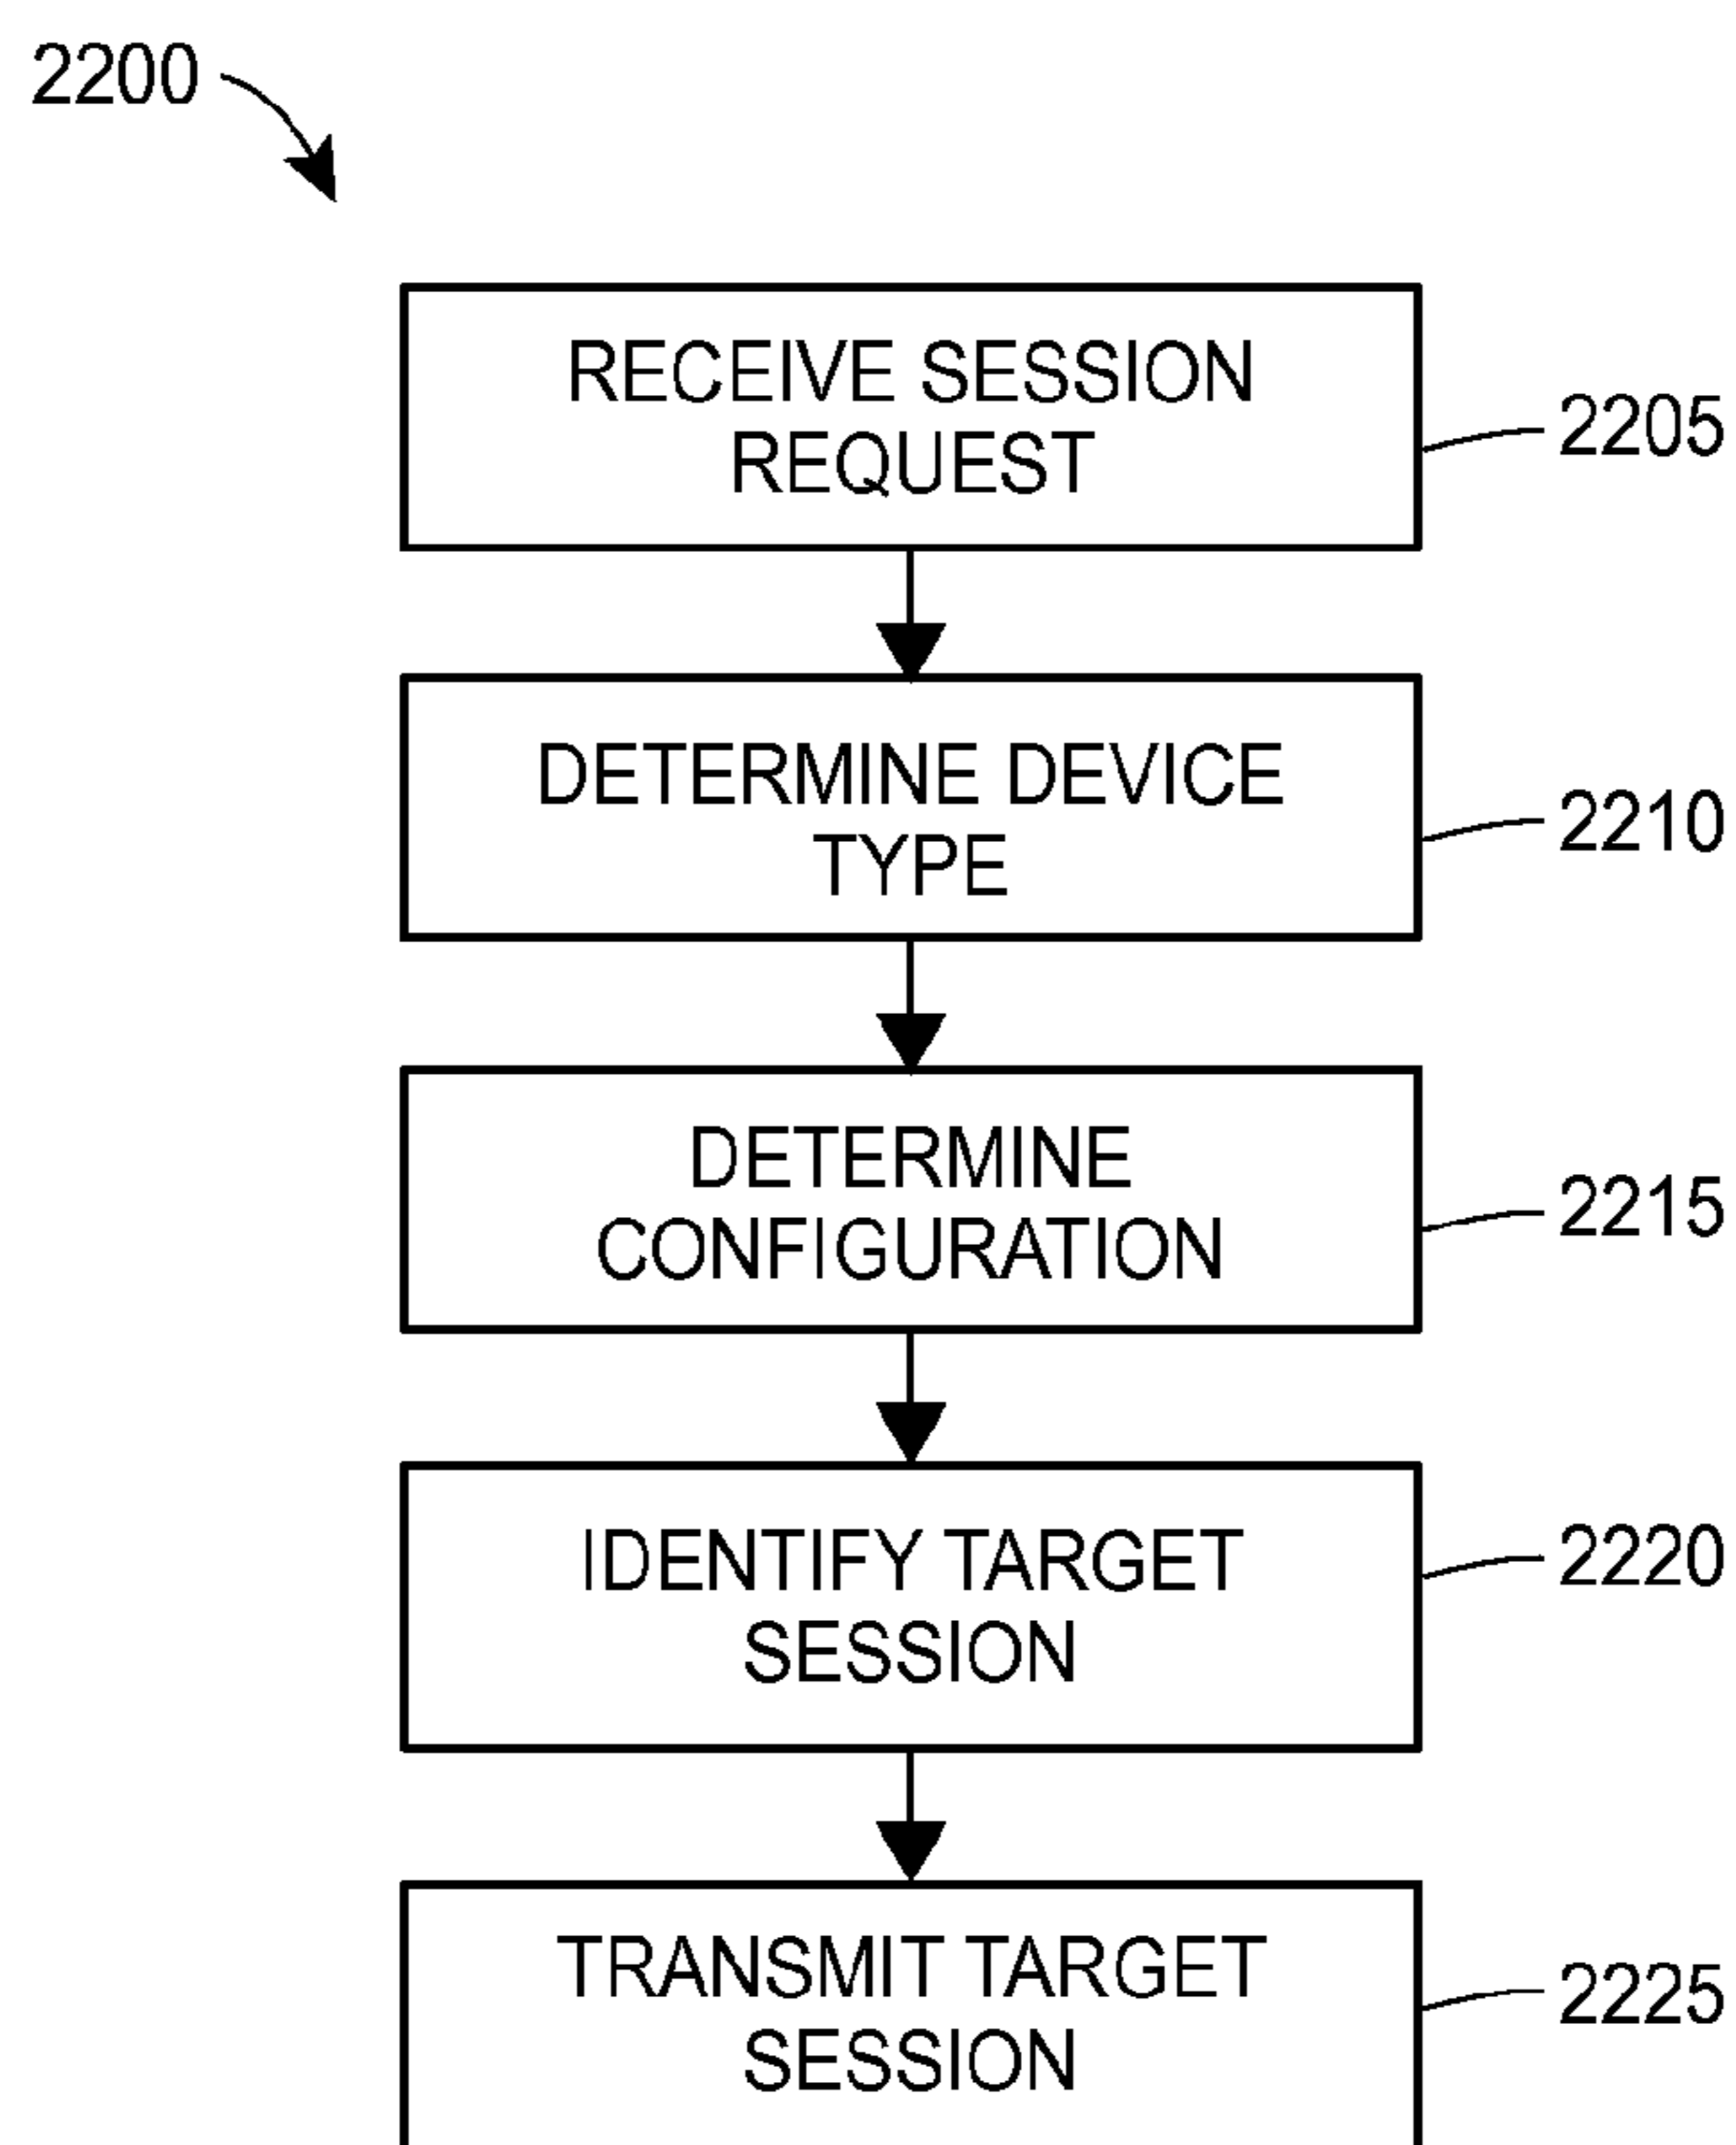 2200
RECEIVE SESSION
REQUEST
2205
DETERMINE DEVICE
TYPE
2210
DETERMINE
CONFIGURATION
2215
IDENTIFY TARGET
SESSION
2220
TRANSMIT TARGET
SESSION
2225